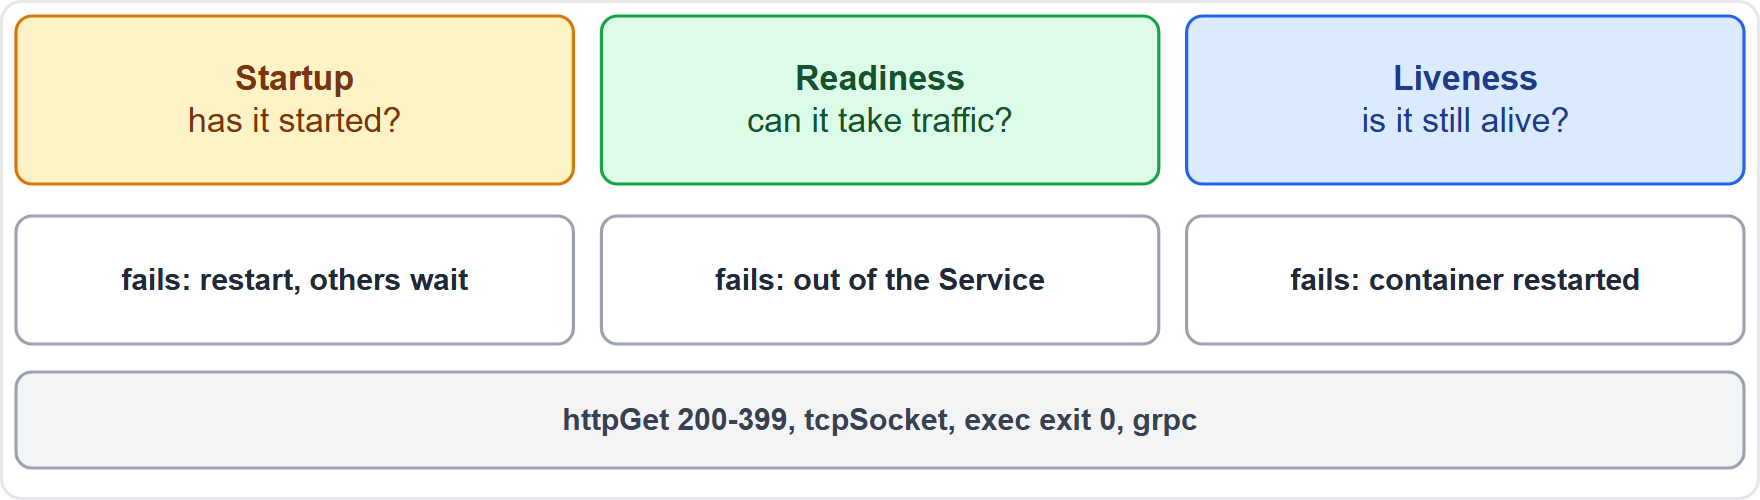 Startup
has it started?
Readiness
can it take traffic?
Liveness
is it still alive?
fails: restart, others wait
fails: out of the Service
fails: container restarted
httpGet 200-399, tcpSocket, exec exit 0, grpc